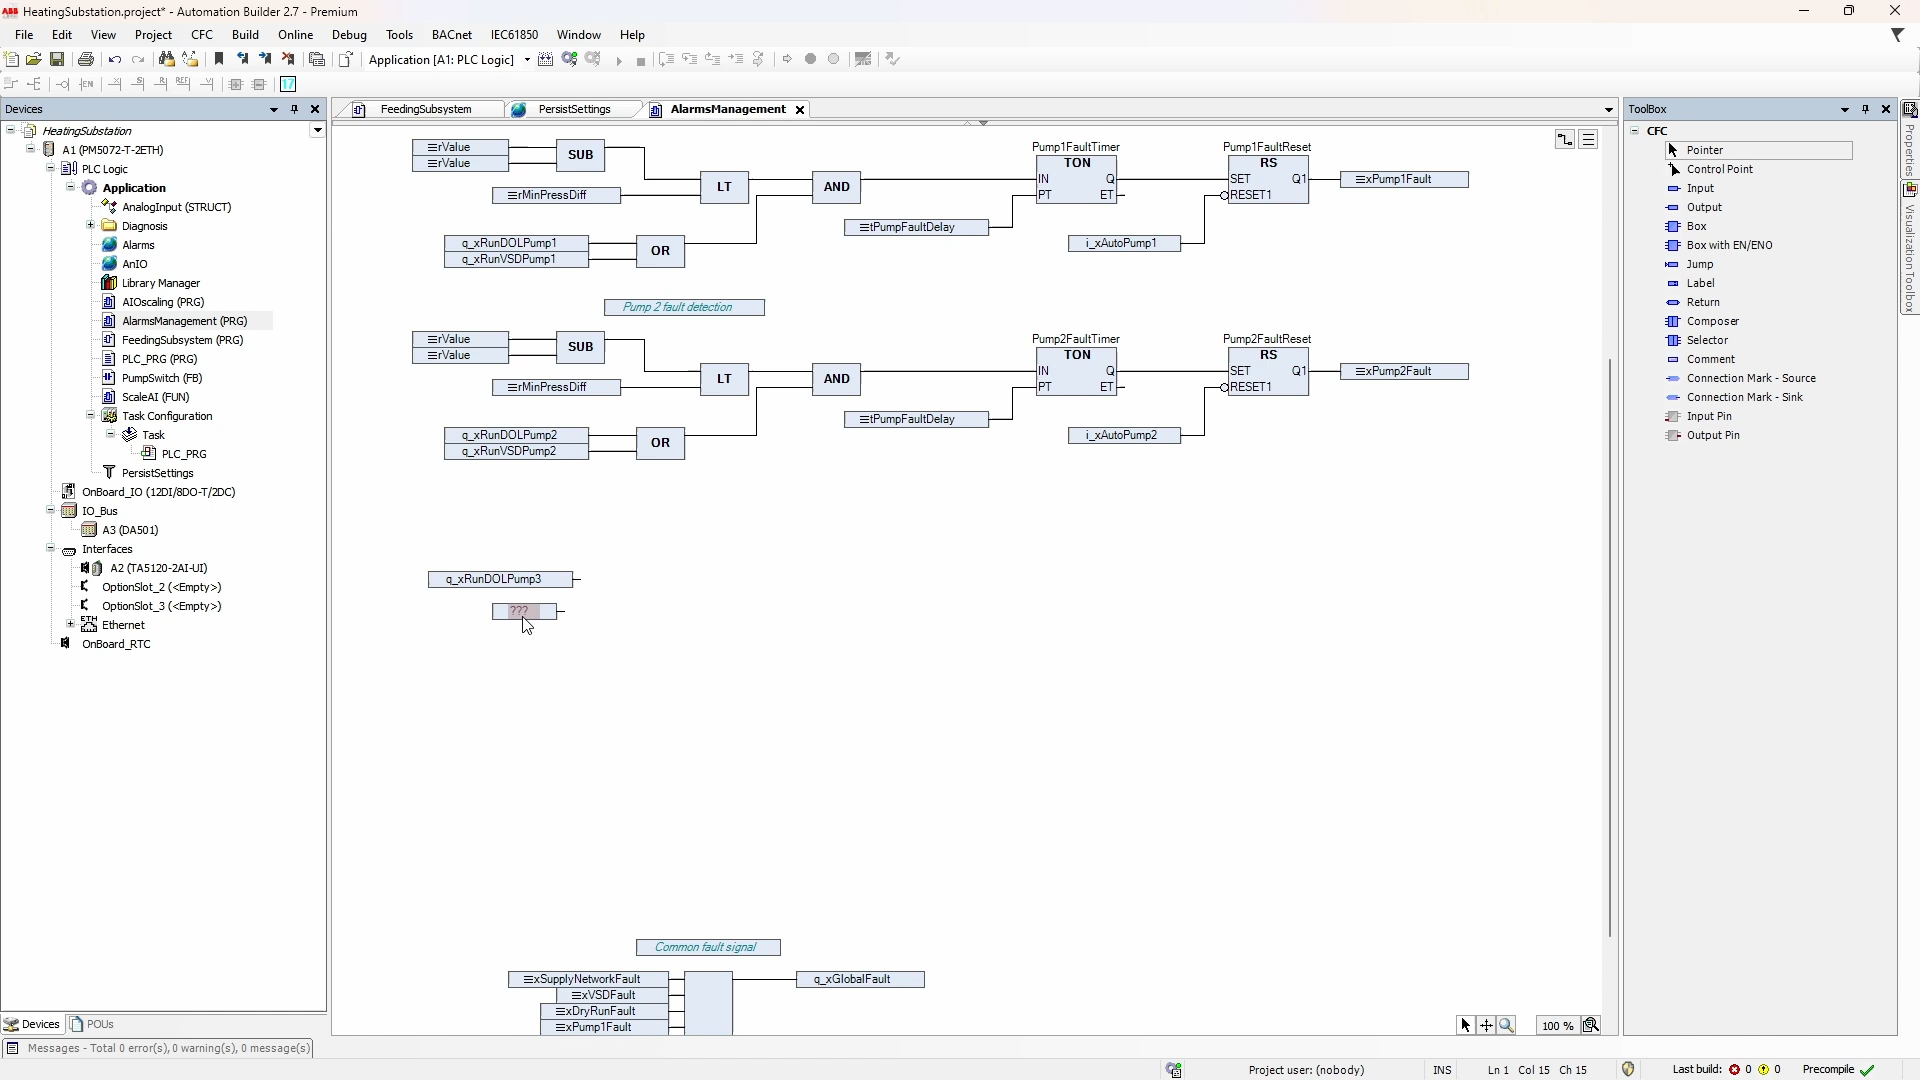 ABB HeatingSubstation.project* - Automation Builder 2.7 - Premium
File Edit View Project CFC Build Online Debug Tools BACnet IEC61850 Window Help
Application [A1: PLC Logic]
17
Devices
FeedingSubsystem PersistSettings AlarmsManagement
ToolBox
HeatingSubstation
A1 (PM5072-T-2ETH)
PLC Logic
Application
AnalogInput (STRUCT)
Diagnosis
Alarms
AnIO
Library Manager
AIOscaling (PRG)
AlarmsManagement (PRG)
FeedingSubsystem (PRG)
PLC_PRG (PRG)
PumpSwitch (FB)
ScaleAI (FUN)
Task Configuration
Task
PLC_PRG
PersistSettings
OnBoard_IO (12DI/8DO-T/2DC)
IO_Bus
A3 (DA501)
Interfaces
A2 (TA5120-2AI-UI)
OptionSlot_2 (<Empty>)
OptionSlot_3 (<Empty>)
Ethernet
OnBoard_RTC
Devices POUs
rValue
rValue
SUB
rMinPressDiff
LT
AND
q_xRunDOLPump1
q_xRunVSDPump1
OR
Pump1FaultTimer
TON
IN Q
PT ET
tPumpFaultDelay
Pump1FaultReset
RS
SET Q1
RESET1
i_xAutoPump1
xPump1Fault
Pump 2 fault detection
rValue
rValue
SUB
rMinPressDiff
LT
AND
q_xRunDOLPump2
q_xRunVSDPump2
OR
Pump2FaultTimer
TON
IN Q
PT ET
tPumpFaultDelay
Pump2FaultReset
RS
SET Q1
RESET1
i_xAutoPump2
xPump2Fault
q_xRunDOLPump3
???
Common fault signal
xSupplyNetworkFault
xVSDFault
xDryRunFault
xPump1Fault
q_xGlobalFault
100 %
CFC
Pointer
Control Point
Input
Output
Box
Box with EN/ENO
Jump
Label
Return
Composer
Selector
Comment
Connection Mark - Source
Connection Mark - Sink
Input Pin
Output Pin
Properties
Visualization Toolbox
Messages - Total 0 error(s), 0 warning(s), 0 message(s)
Project user: (nobody) INS Ln 1 Col 15 Ch 15 Last build: 0 0 Precompile